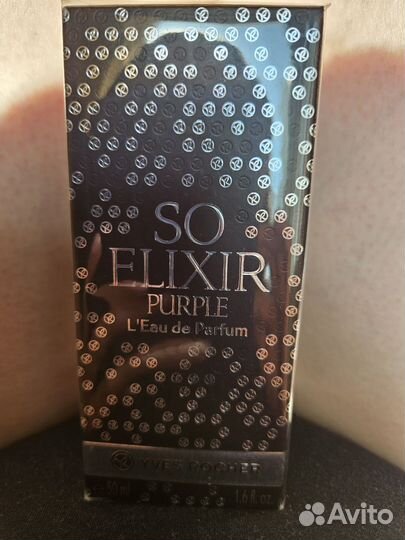 SO
ELIXIR
PURPLE
L'Eau de Parfum
YVES ROCHER
50 ml 1.6 fl. oz.
Avito